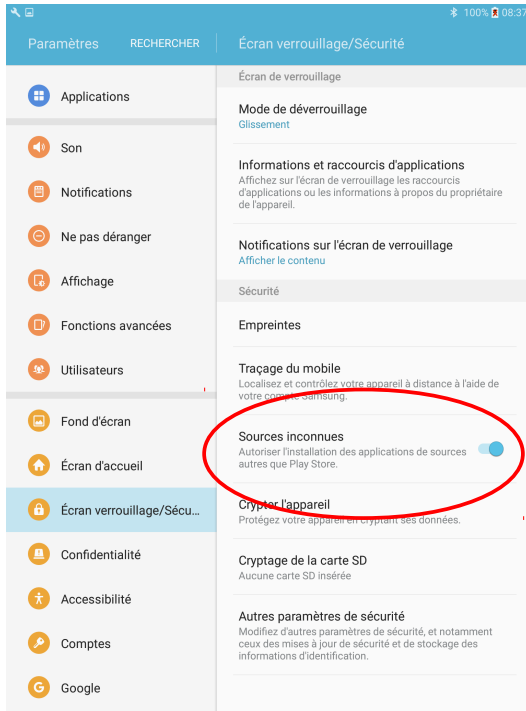 100% 08:37
Paramètres RECHERCHER
Applications
Son
Notifications
Ne pas déranger
Affichage
Fonctions avancées
Utilisateurs
Fond d'écran
Écran d'accueil
Écran verrouillage/Sécu...
Confidentialité
Accessibilité
Comptes
Google
Écran verrouillage/Sécurité
Écran de verrouillage
Mode de déverrouillage
Glissement
Informations et raccourcis d'applications
Affichez sur l'écran de verrouillage les raccourcis
d'applications ou les informations à propos du propriétaire
de l'appareil.
Notifications sur l'écran de verrouillage
Afficher le contenu
Sécurité
Empreintes
Traçage du mobile
Localisez et contrôlez votre appareil à distance à l'aide de
votre compte Samsung.
Sources inconnues
Autoriser l'installation des applications de sources
autres que Play Store.
Crypter l'appareil
Protégez votre appareil en cryptant ses données.
Cryptage de la carte SD
Aucune carte SD insérée
Autres paramètres de sécurité
Modifiez d'autres paramètres de sécurité, et notamment
ceux des mises à jour de sécurité et de stockage des
informations d'identification.